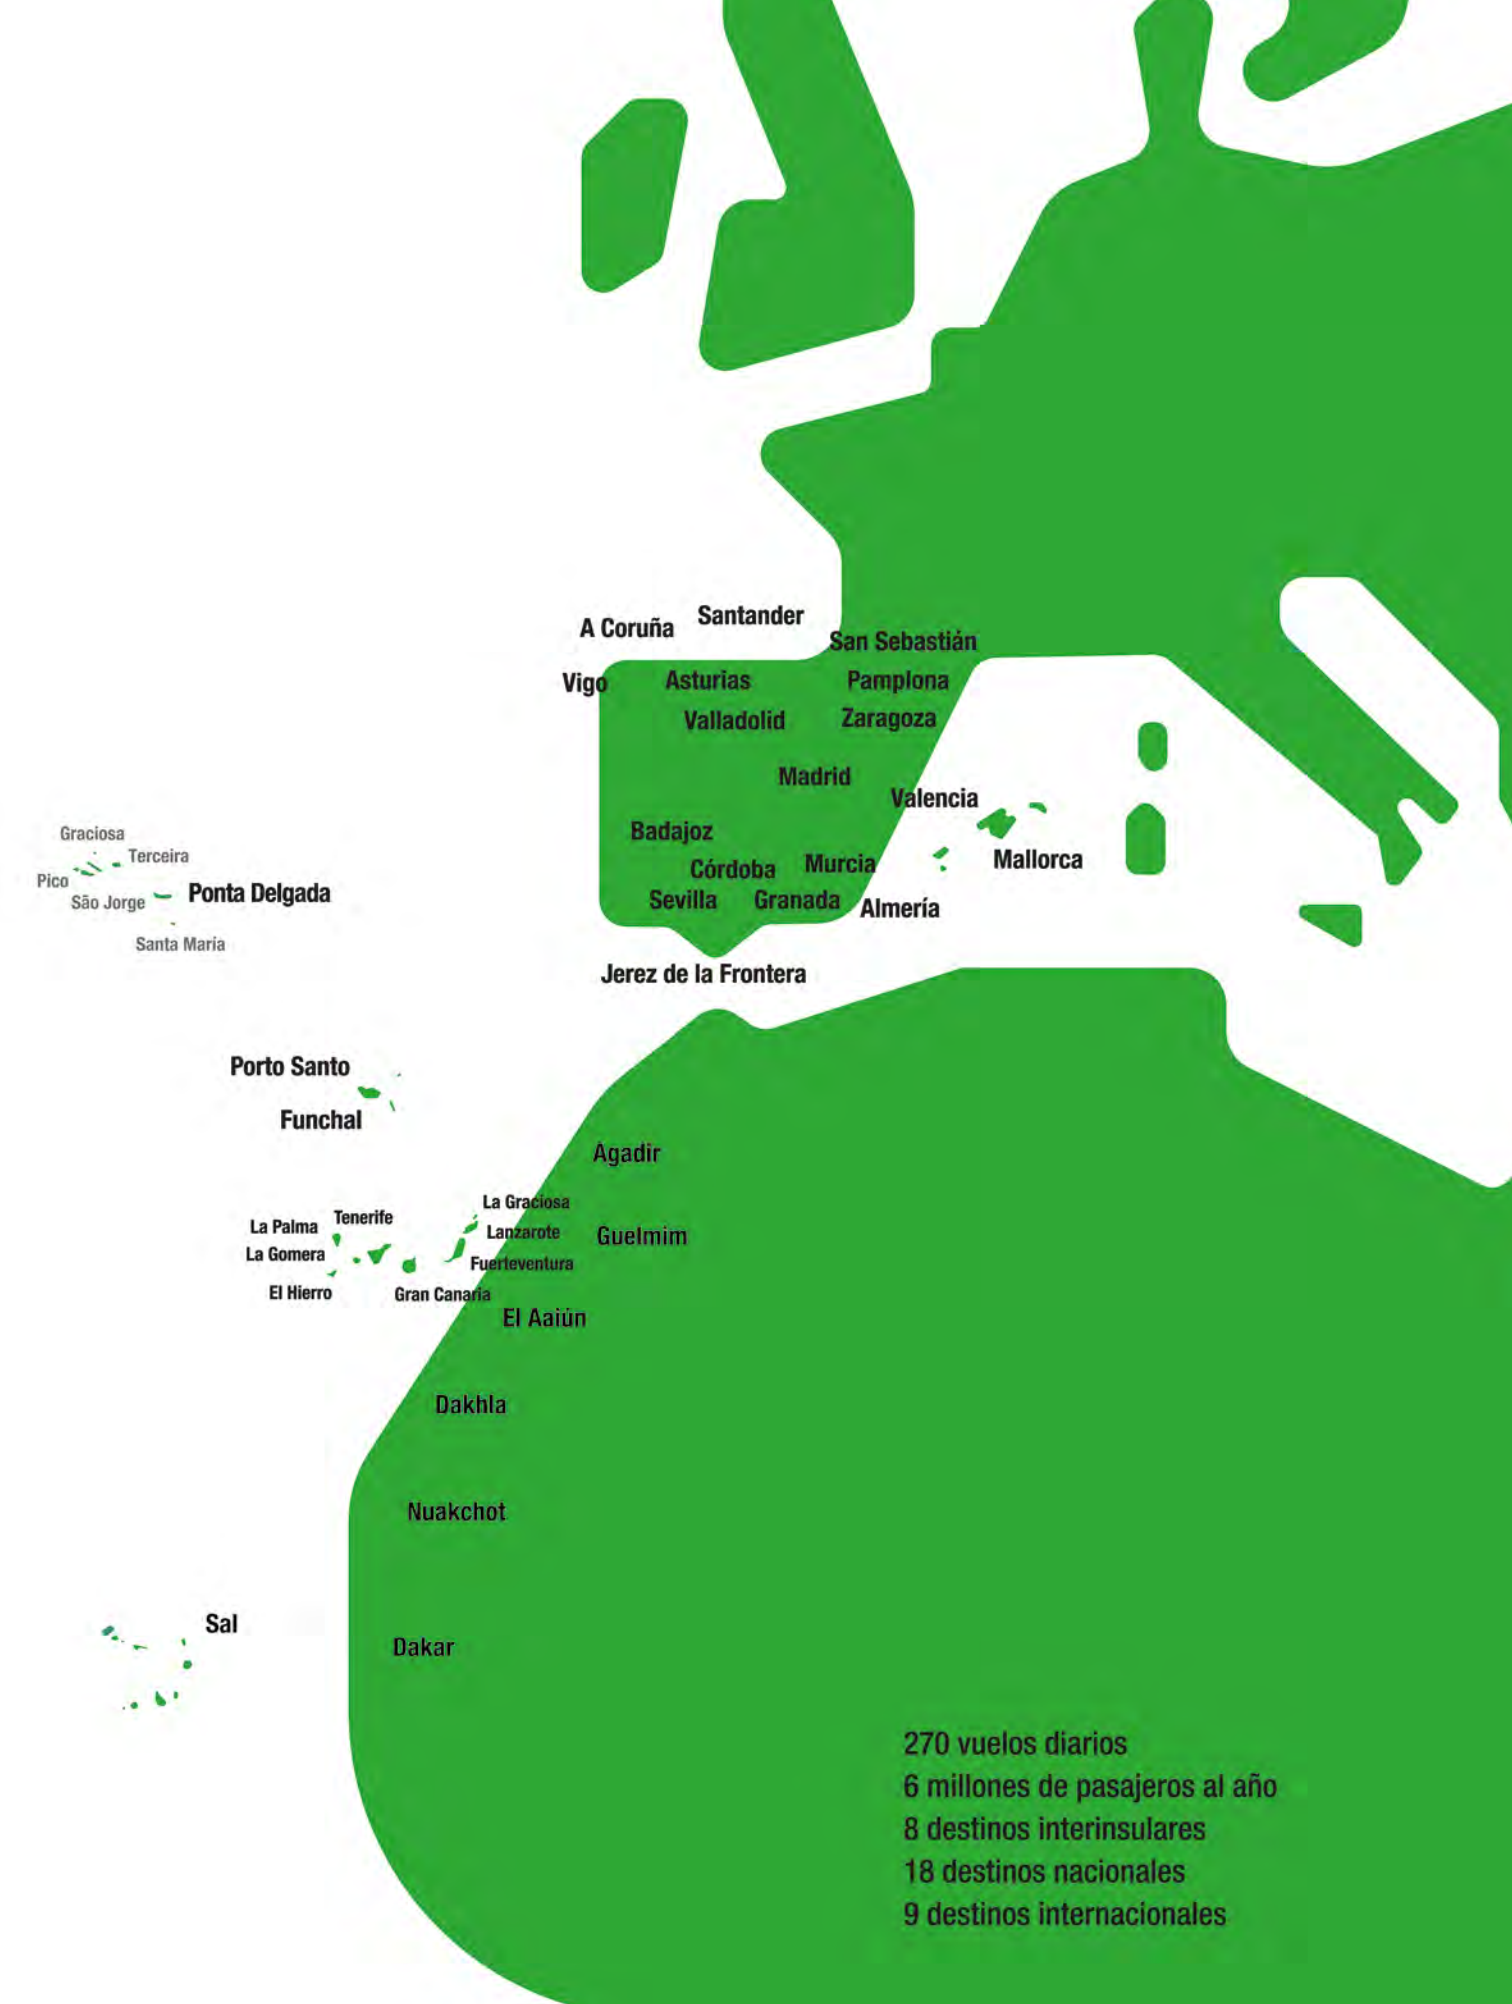 Santander
A Coruña
San Sebastián
Vigo
Asturias
Pamplona
Valladolid
Zaragoza
Madrid
Valencia
Badajoz
Mallorca
Córdoba
Murcia
Sevilla
Granada
Almería
Jerez de la Frontera
Graciosa
Terceira
Pico
São Jorge
Ponta Delgada
Santa Maria
Porto Santo
Funchal
Agadir
La Graciosa
Tenerife
La Palma
Lanzarote
Guelmim
La Gomera
Fuerteventura
El Hierro
Gran Canaria
El Aaiún
Dakhla
Nuakchot
Sal
Dakar
270 vuelos diarios
6 millones de pasajeros al año
8 destinos interinsulares
18 destinos nacionales
9 destinos internacionales